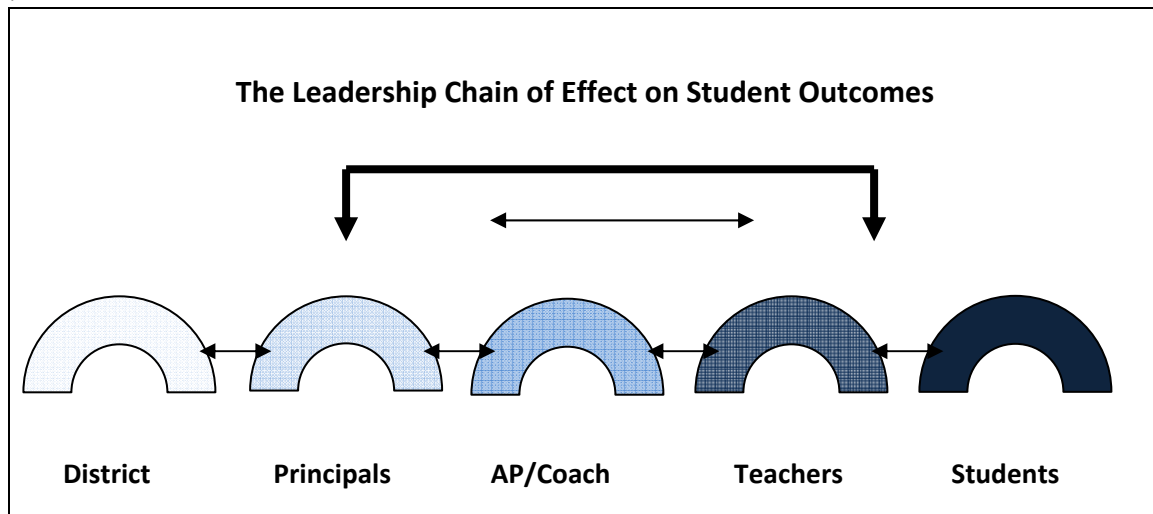 The Leadership Chain of Effect on Student Outcomes
District Principals AP/Coach Teachers Students